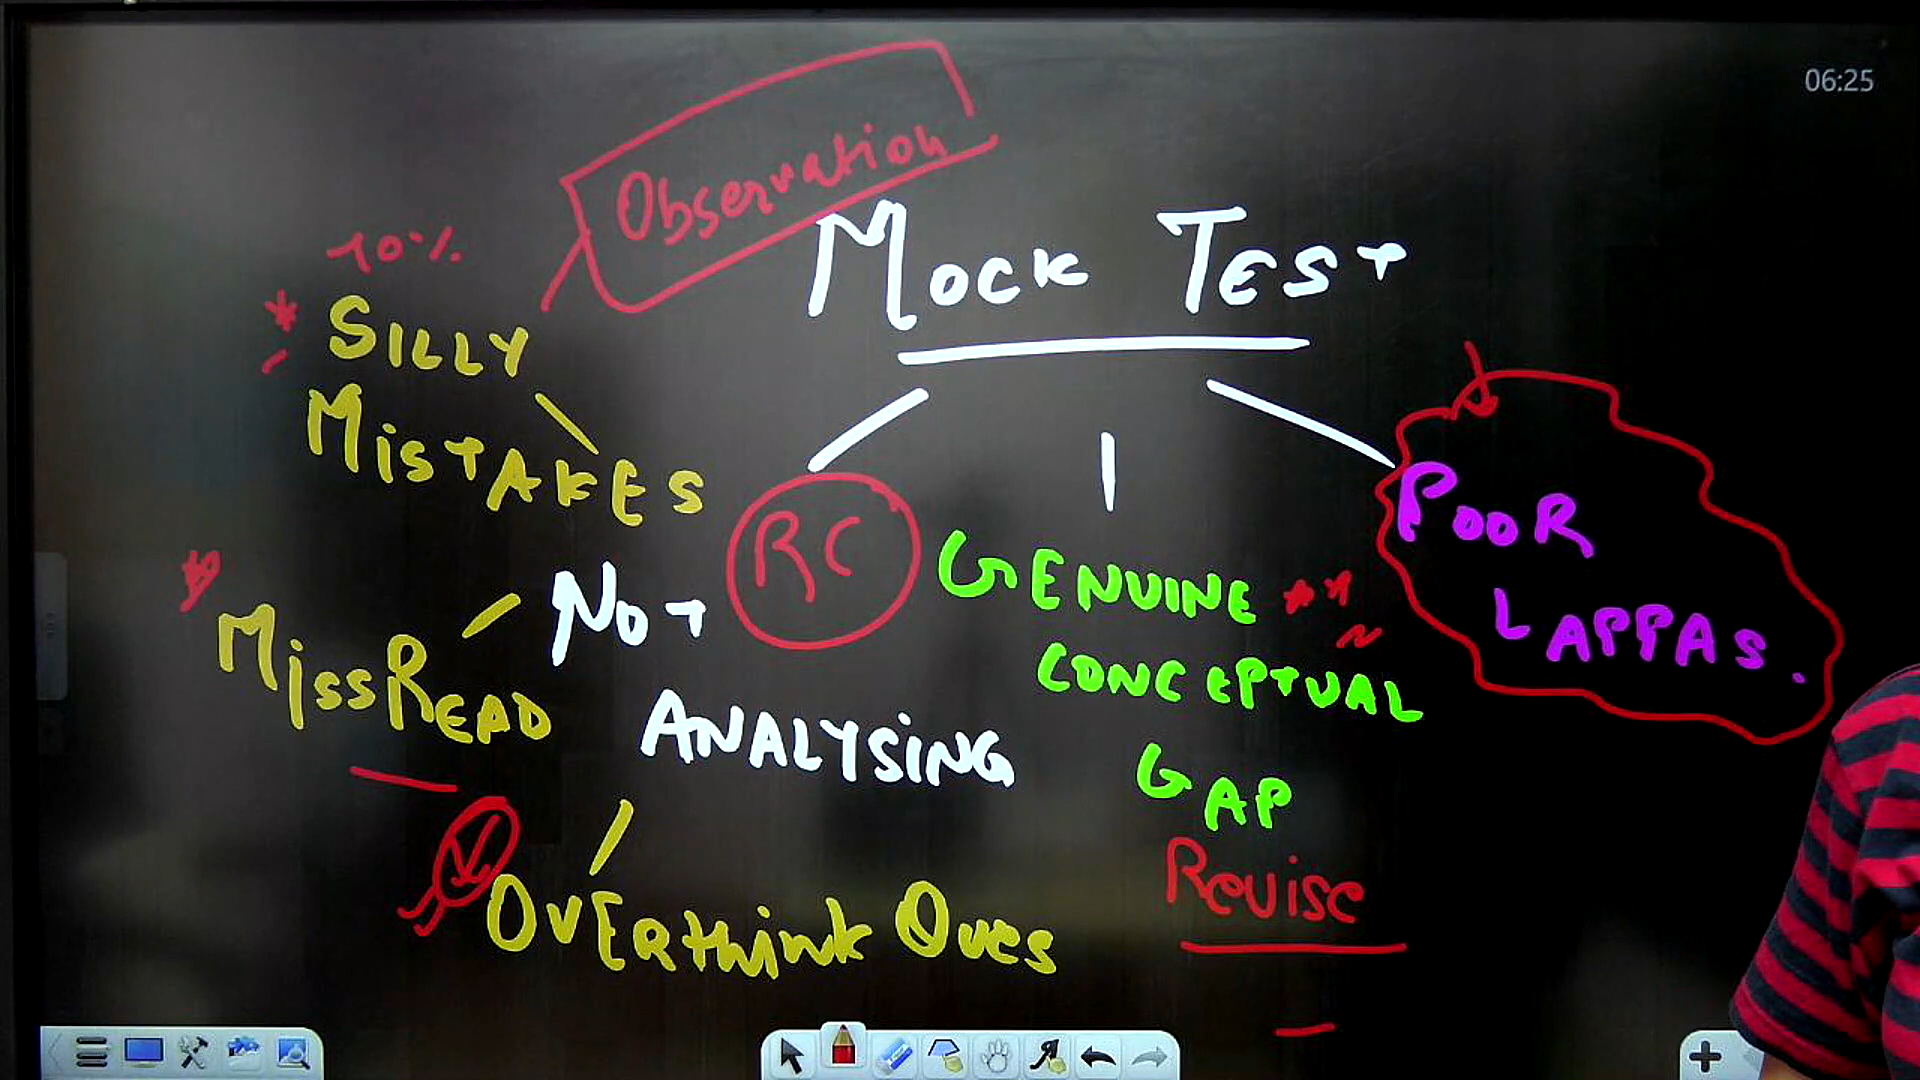 06:25
Observation
MOCK TEST
10%
SILLY
MISTAKES
RC
NOT
ANALYSING
MissREAD
OVERthink Ques
GENUINE
CONCEPTUAL
GAP
Revise
POOR
LAPPAS.